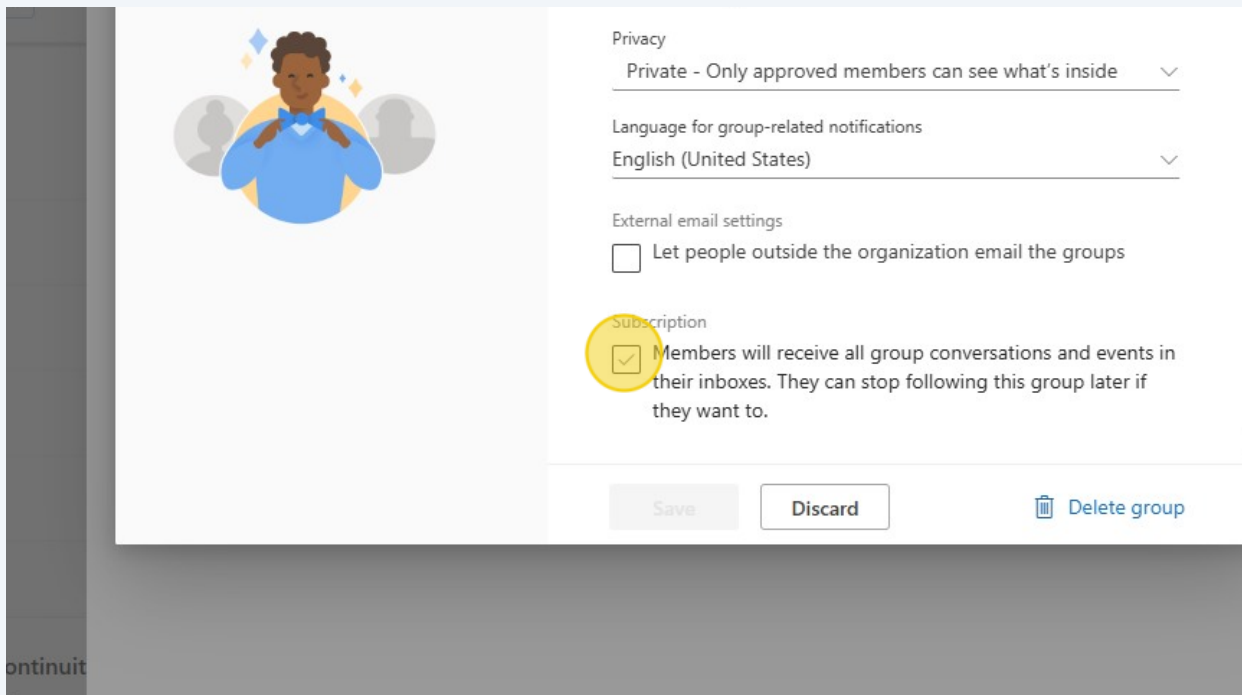 Privacy
Private - Only approved members can see what's inside
Language for group-related notifications
English (United States)
External email settings
Let people outside the organization email the groups
Subscription
Members will receive all group conversations and events in
their inboxes. They can stop following this group later if
they want to.
Save
Discard
Delete group
ontinuit